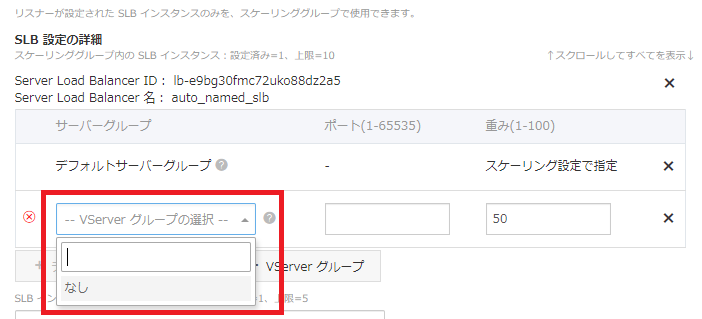 リスナーが設定された SLB インスタンスのみを、スケーリンググループで使用できます。
SLB 設定の詳細
スケーリンググループ内の SLB インスタンス：設定済み=1、上限=10
↑スクロールしてすべてを表示↓
Server Load Balancer ID： lb-e9bg30fmc72uko88dz2a5
Server Load Balancer 名： auto_named_slb
サーバーグループ ポート(1-65535) 重み(1-100)
デフォルトサーバーグループ - スケーリング設定で指定
-- VServer グループの選択 -- 50
なし
VServer グループ
SLB イン
=1、上限=5